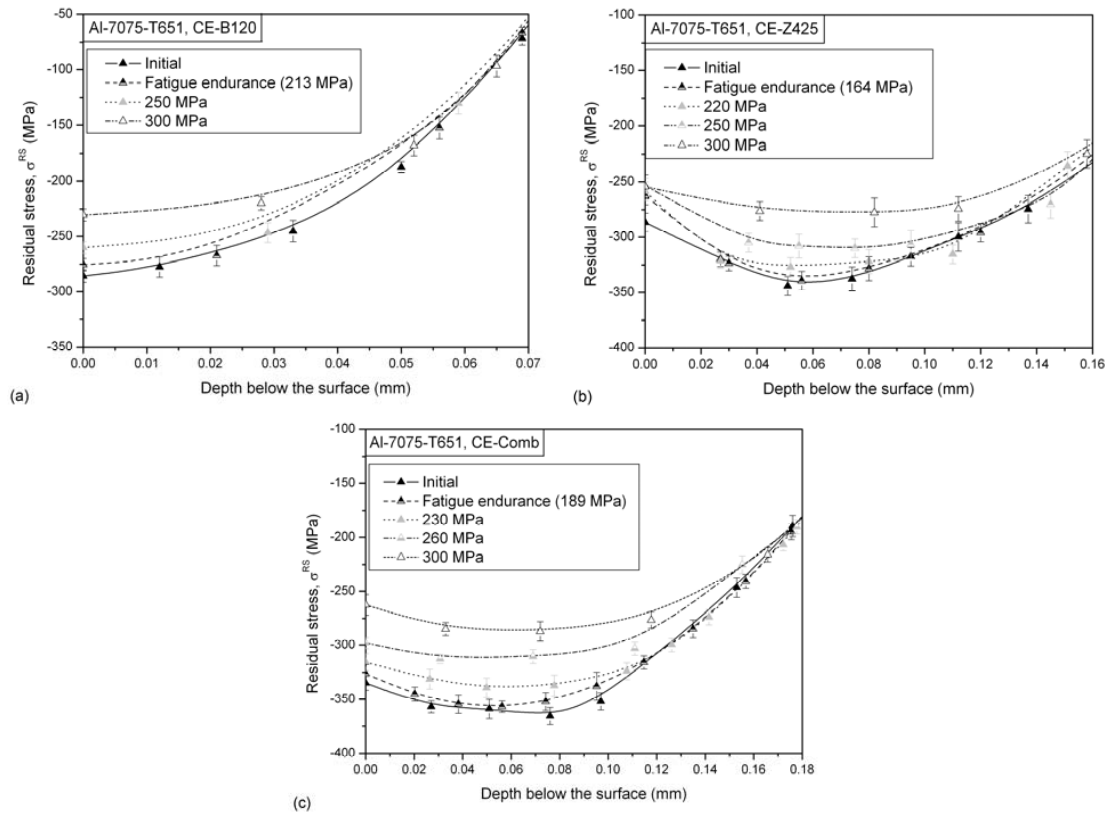 Al-7075-T651, CE-B120
Initial
Fatigue endurance (213 MPa)
250 MPa
300 MPa
-50
-100
-150
-200
-250
-300
-350
Residual stress, σ^RS (MPa)
0.00 0.01 0.02 0.03 0.04 0.05 0.06 0.07
Depth below the surface (mm)
(a)
Al-7075-T651, CE-Z425
Initial
Fatigue endurance (164 MPa)
220 MPa
250 MPa
300 MPa
-100
-150
-200
-250
-300
-350
-400
Residual stress, σ^RS (MPa)
0.00 0.02 0.04 0.06 0.08 0.10 0.12 0.14 0.16
Depth below the surface (mm)
(b)
Al-7075-T651, CE-Comb
Initial
Fatigue endurance (189 MPa)
230 MPa
260 MPa
300 MPa
-100
-150
-200
-250
-300
-350
-400
Residual stress, σ^RS (MPa)
0.00 0.02 0.04 0.06 0.08 0.10 0.12 0.14 0.16 0.18
Depth below the surface (mm)
(c)